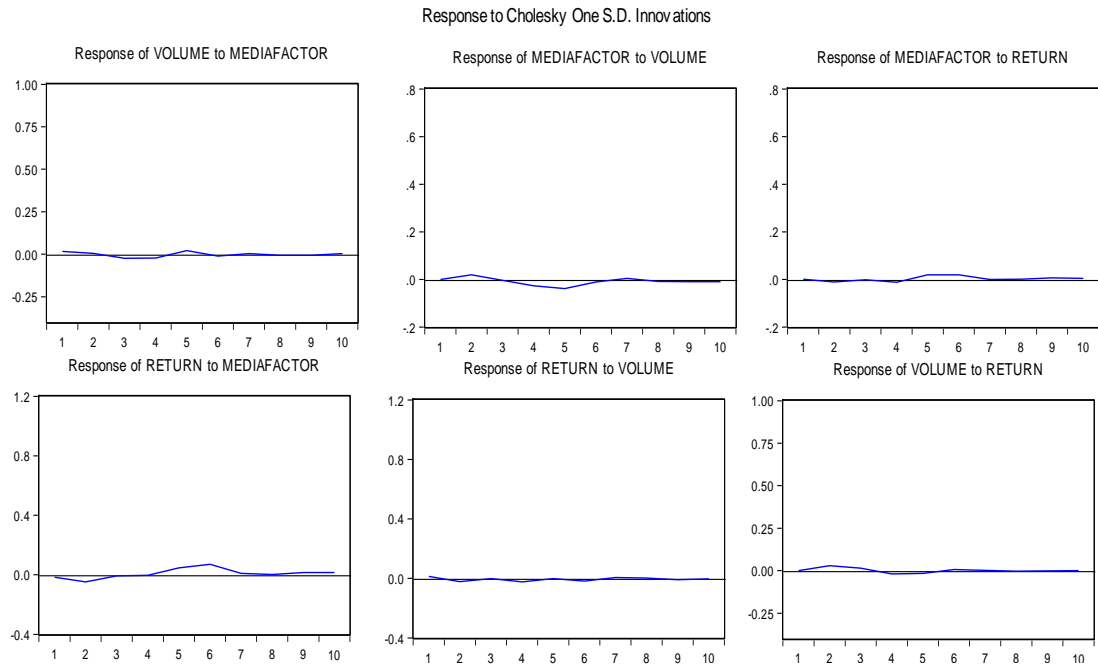 Response to Cholesky One S.D. Innovations
Response of VOLUME to MEDIAFACTOR
1.00
0.75
0.50
0.25
0.00
-0.25
1 2 3 4 5 6 7 8 9 10
Response of MEDIAFACTOR to VOLUME
.8
.6
.4
.2
.0
-.2
1 2 3 4 5 6 7 8 9 10
Response of MEDIAFACTOR to RETURN
.8
.6
.4
.2
.0
-.2
1 2 3 4 5 6 7 8 9 10
Response of RETURN to MEDIAFACTOR
1.2
0.8
0.4
0.0
-0.4
1 2 3 4 5 6 7 8 9 10
Response of RETURN to VOLUME
1.2
0.8
0.4
0.0
-0.4
1 2 3 4 5 6 7 8 9 10
Response of VOLUME to RETURN
1.00
0.75
0.50
0.25
0.00
-0.25
1 2 3 4 5 6 7 8 9 10